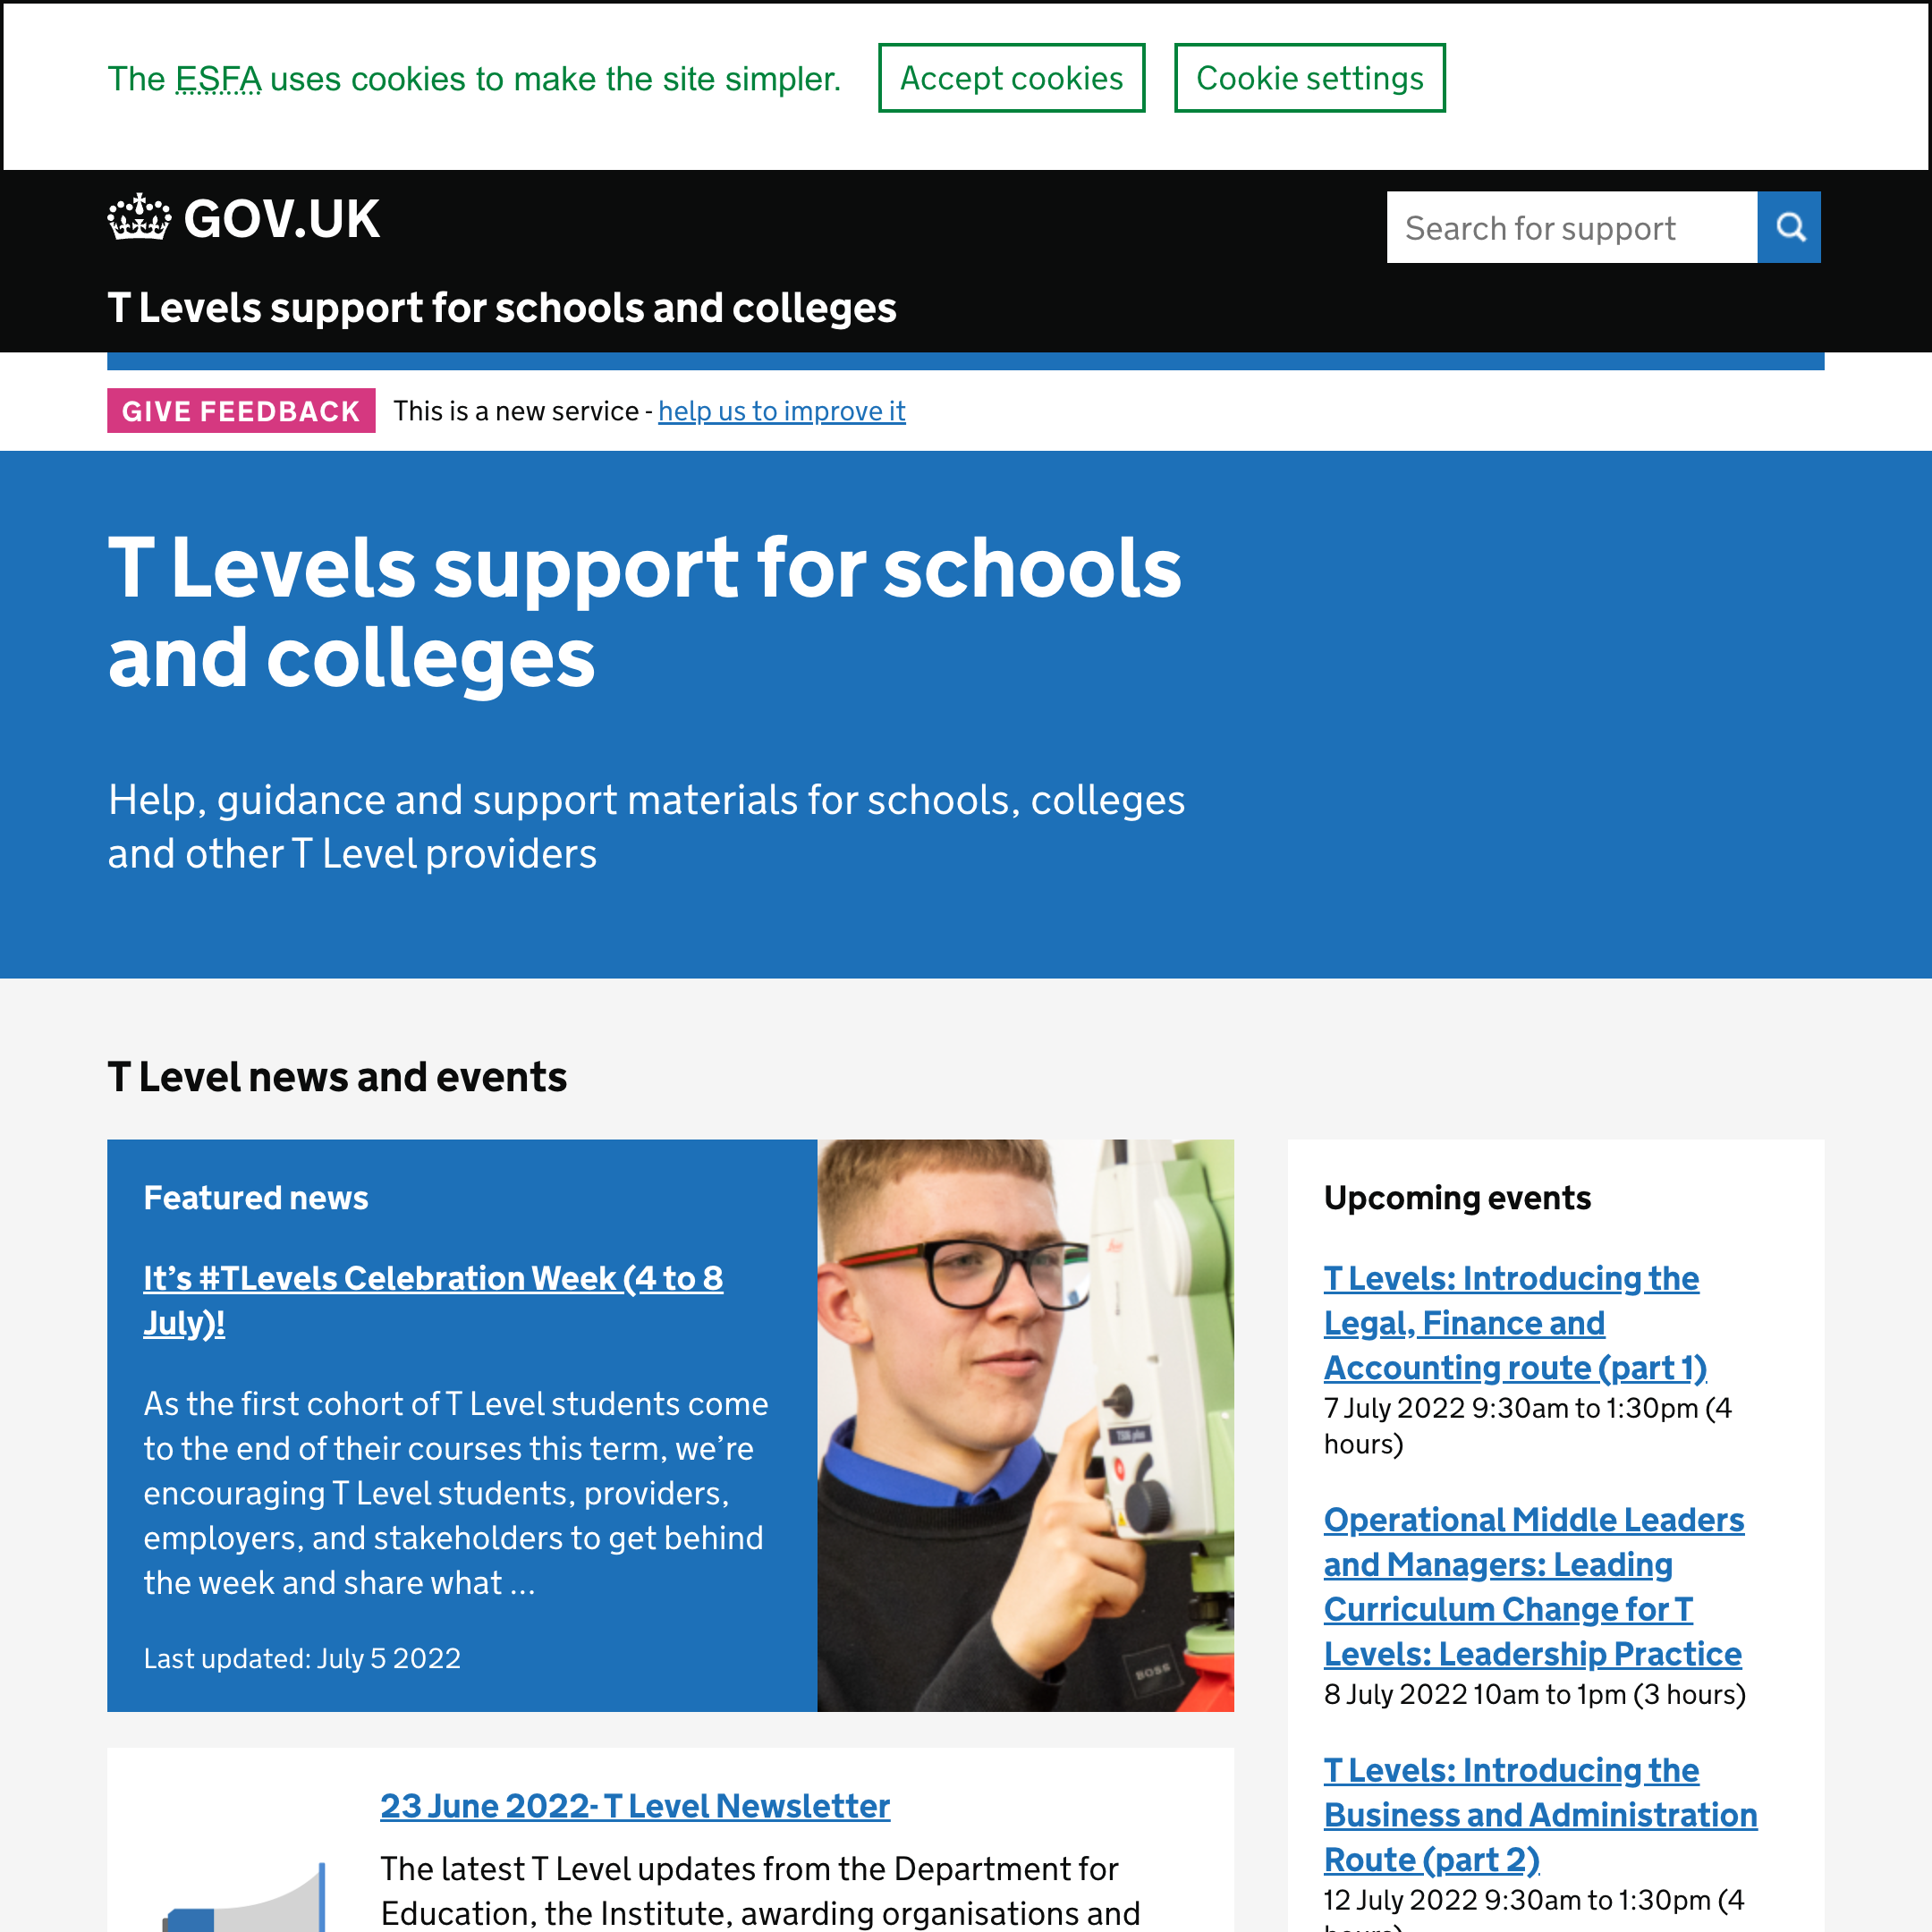 The ESFA uses cookies to make the site simpler.
Accept cookies
Cookie settings
GOV.UK
Search for support
T Levels support for schools and colleges
GIVE FEEDBACK
This is a new service - help us to improve it
T Levels support for schools
and colleges
Help, guidance and support materials for schools, colleges
and other T Level providers
T Level news and events
Featured news
It’s #TLevels Celebration Week (4 to 8
July)!
As the first cohort of T Level students come
to the end of their courses this term, we’re
encouraging T Level students, providers,
employers, and stakeholders to get behind
the week and share what ...
Last updated: July 5 2022
BOSS
23 June 2022- T Level Newsletter
The latest T Level updates from the Department for
Education, the Institute, awarding organisations and
Upcoming events
T Levels: Introducing the
Legal, Finance and
Accounting route (part 1)
7 July 2022 9:30am to 1:30pm (4
hours)
Operational Middle Leaders
and Managers: Leading
Curriculum Change for T
Levels: Leadership Practice
8 July 2022 10am to 1pm (3 hours)
T Levels: Introducing the
Business and Administration
Route (part 2)
12 July 2022 9:30am to 1:30pm (4